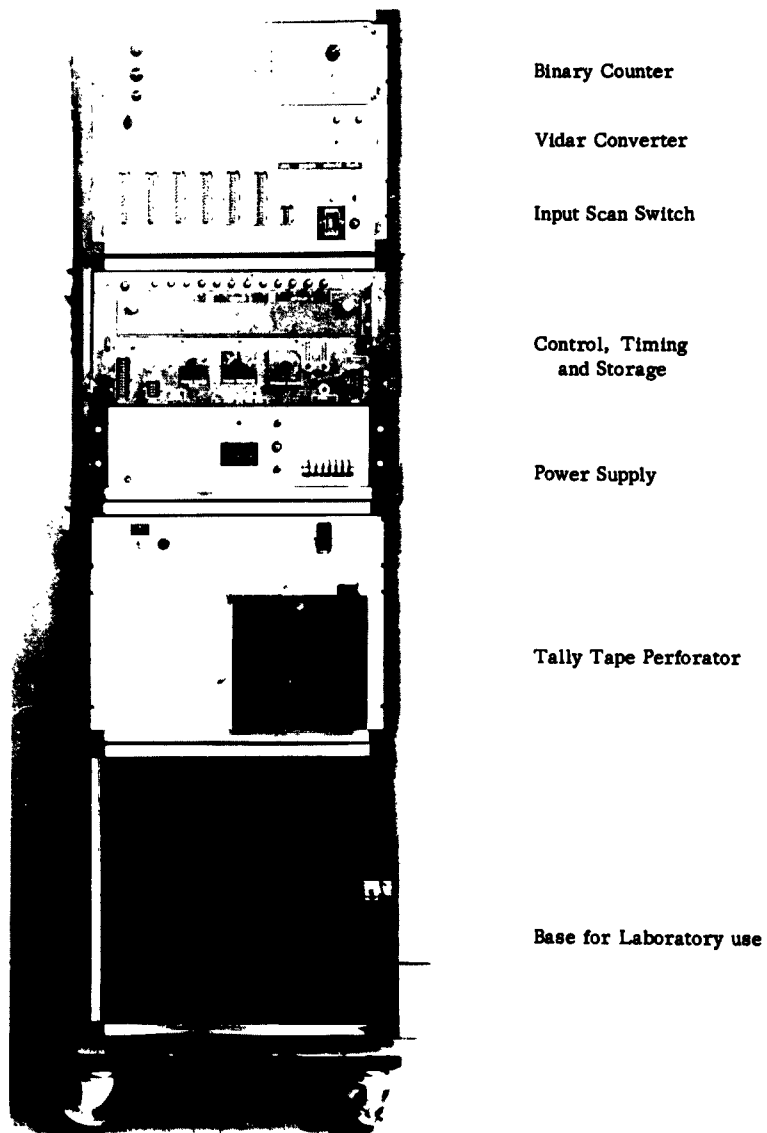 Binary Counter
Vidar Converter
Input Scan Switch
Control, Timing
and Storage
Power Supply
Tally Tape Perforator
Base for Laboratory use